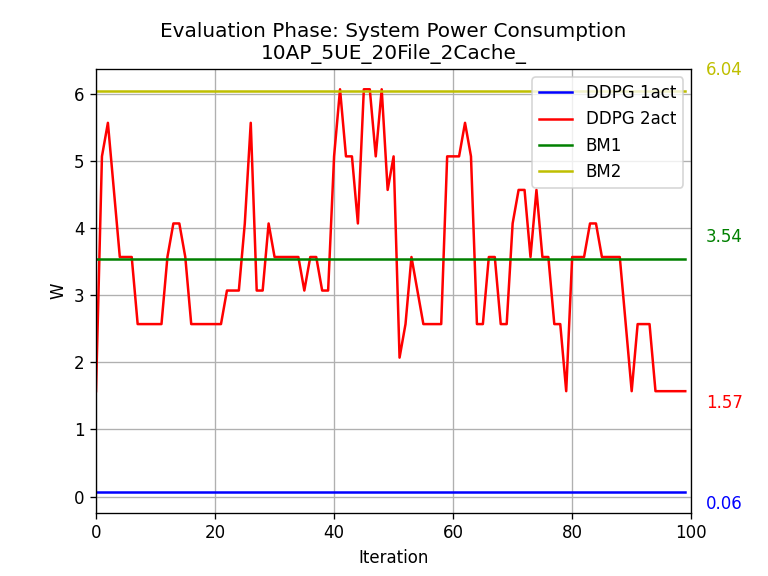 Evaluation Phase: System Power Consumption
10AP_5UE_20File_2Cache_
6.04
DDPG 1act
DDPG 2act
BM1
BM2
6
5
4
3.54
3
W
2
1.57
1
0
0.06
0 20 40 60 80 100
Iteration